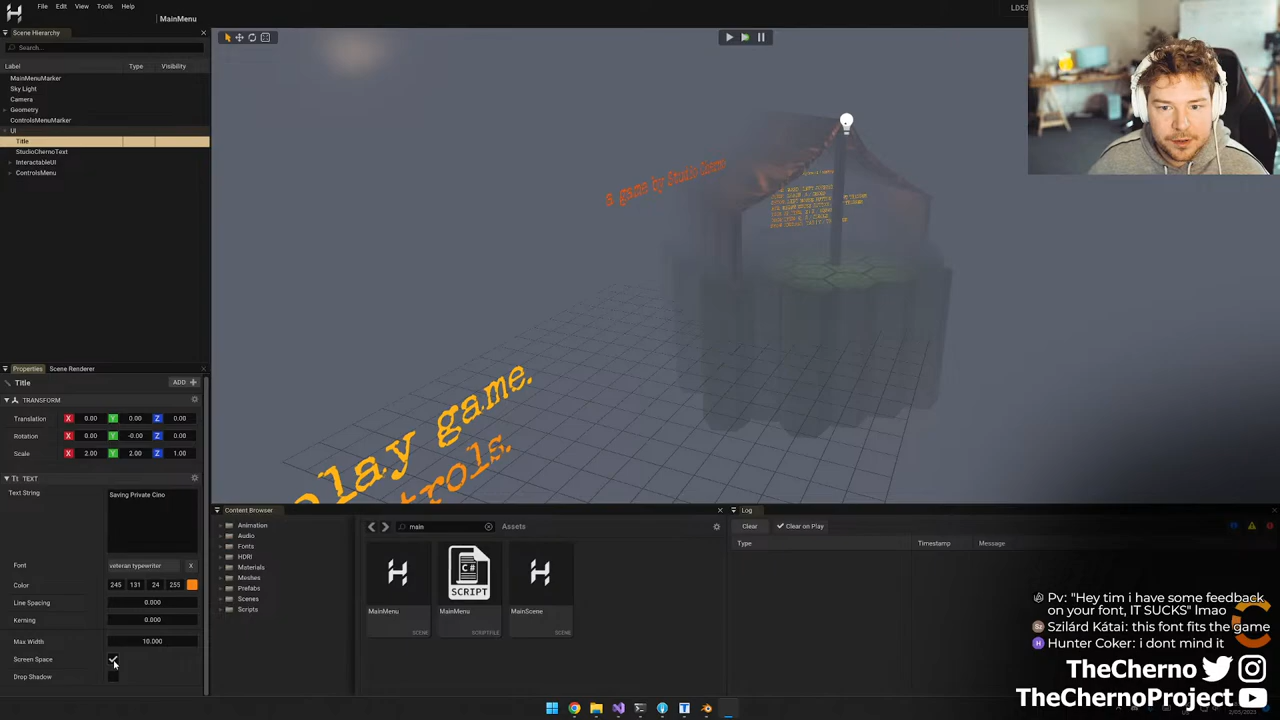 File Edit View Tools Help
LD53
MainMenu
Scene Hierarchy
Search...
Label Type Visibility
MainMenuMarker
Sky Light
Camera
Geometry
ControlsMenuMarker
UI
Title
StudioChernoText
InteractableUI
ControlsMenu
a game by Studio Cherno
play game.
trols.
Properties Scene Renderer
Title ADD
TRANSFORM
Translation X 0.00 Y 0.00 Z 0.00
Rotation X 0.00 Y -0.00 Z 0.00
Scale X 2.00 Y 2.00 Z 1.00
TEXT
Text String Saving Private Cino
Font veteran typewriter X
Color 245 131 24 255
Line Spacing 0.000
Kerning 0.000
Max Width 10.000
Screen Space
Drop Shadow
Content Browser
main Assets
Animation
Audio
Fonts
HDRI
Materials
Meshes
Prefabs
Scenes
Scripts
MainMenu
SCENE
C#
SCRIPT
MainMenu
SCRIPTFILE
MainScene
SCENE
Log
Clear Clear on Play
Type Timestamp Message
Pv: "Hey tim i have some feedback
on your font, IT SUCKS" lmao
Szilárd Kátai: this font fits the game
Hunter Coker: i dont mind it
TheCherno
TheChernoProject